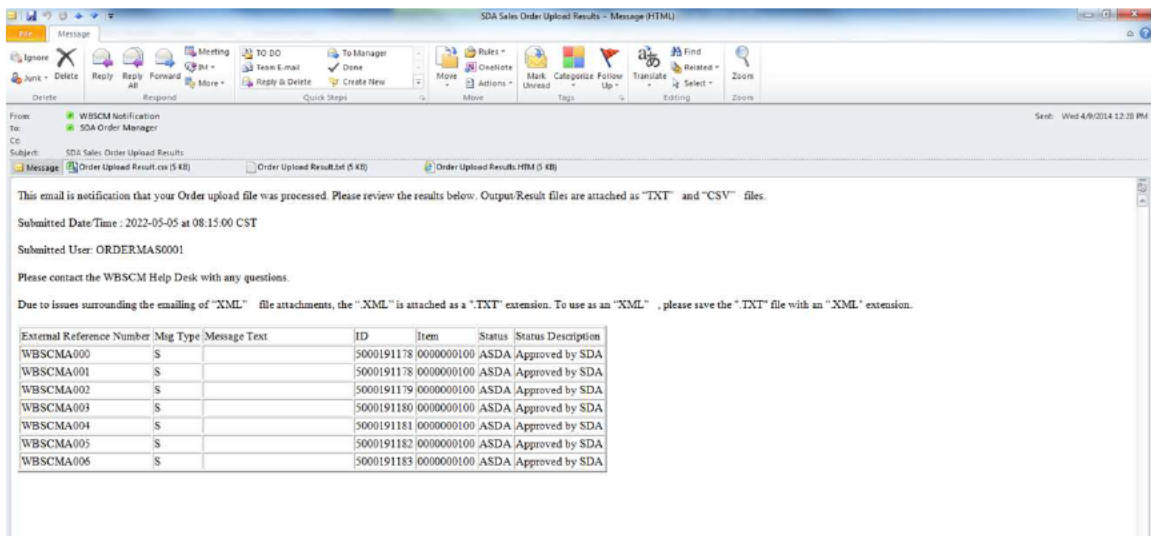 SDA Sales Order Upload Results - Message (HTML)
File Message
Ignore
Junk
Delete
Reply
Reply All
Forward
Meeting
IM
More
Delete
Respond
TO DO
Team E-mail
Reply & Delete
To Manager
Done
Create New
Quick Steps
Move
Rules
OneNote
Actions
Move
Mark Unread
Categorize
Follow Up
Tags
Translate
Find
Related
Select
Editing
Zoom
Zoom
From: WBSCM Notification
Sent: Wed 4/9/2014 12:28 PM
To: SDA Order Manager
Cc
Subject: SDA Sales Order Upload Results
Message Order Upload Result.csv (5 KB) Order Upload Result.txt (5 KB) Order Upload Results.HTM (5 KB)
This email is notification that your Order upload file was processed. Please review the results below. Output/Result files are attached as “TXT” and “CSV” files.
Submitted Date/Time : 2022-05-05 at 08:15:00 CST
Submitted User: ORDERMAS0001
Please contact the WBSCM Help Desk with any questions.
Due to issues surrounding the emailing of “XML” file attachments, the “.XML” is attached as a “.TXT” extension. To use as an “XML” , please save the “.TXT” file with an “.XML” extension.
External Reference Number Msg Type Message Text ID Item Status Status Description
WBSCMA000 S 5000191178 0000000100 ASDA Approved by SDA
WBSCMA001 S 5000191178 0000000100 ASDA Approved by SDA
WBSCMA002 S 5000191179 0000000100 ASDA Approved by SDA
WBSCMA003 S 5000191180 0000000100 ASDA Approved by SDA
WBSCMA004 S 5000191181 0000000100 ASDA Approved by SDA
WBSCMA005 S 5000191182 0000000100 ASDA Approved by SDA
WBSCMA006 S 5000191183 0000000100 ASDA Approved by SDA